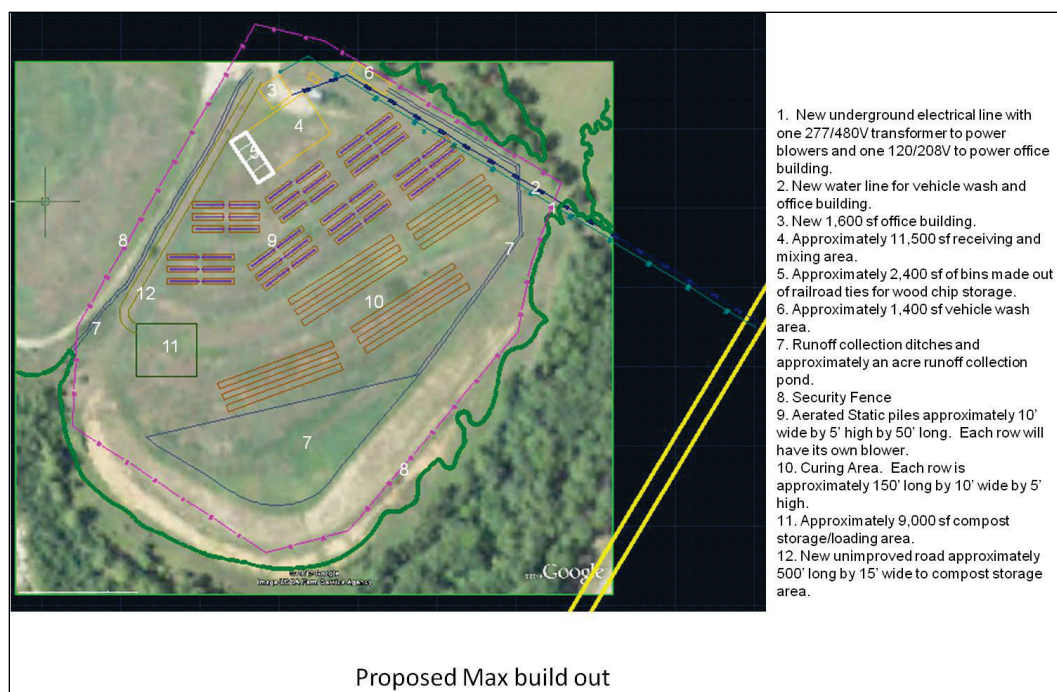 3
6
4
5
2
1
8
9
7
12
10
7
11
7
8
Image USDA Farm Service Agency
Google
1. New underground electrical line with
one 277/480V transformer to power
blowers and one 120/208V to power office
building.
2. New water line for vehicle wash and
office building.
3. New 1,600 sf office building.
4. Approximately 11,500 sf receiving and
mixing area.
5. Approximately 2,400 sf of bins made out
of railroad ties for wood chip storage.
6. Approximately 1,400 sf vehicle wash
area.
7. Runoff collection ditches and
approximately an acre runoff collection
pond.
8. Security Fence
9. Aerated Static piles approximately 10'
wide by 5' high by 50' long. Each row will
have its own blower.
10. Curing Area. Each row is
approximately 150' long by 10' wide by 5'
high.
11. Approximately 9,000 sf compost
storage/loading area.
12. New unimproved road approximately
500' long by 15' wide to compost storage
area.
Proposed Max build out